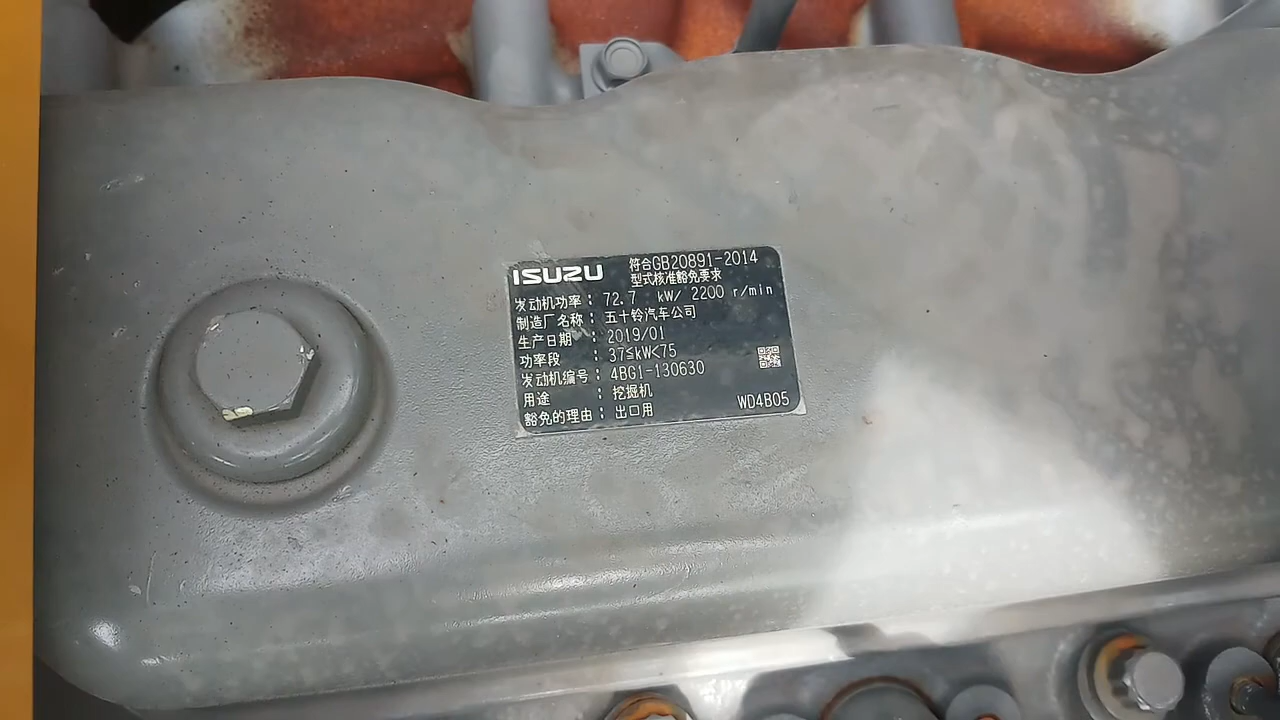 ISUZU
符合GB20891-2014
型式核准豁免要求
发动机功率：72.7 kW/ 2200 r/min
制造厂名称：五十铃汽车公司
生产日期：2019/01
功率段：37≤kW<75
发动机编号：4BG1-130630
用途：挖掘机
豁免的理由：出口用
WD4B05